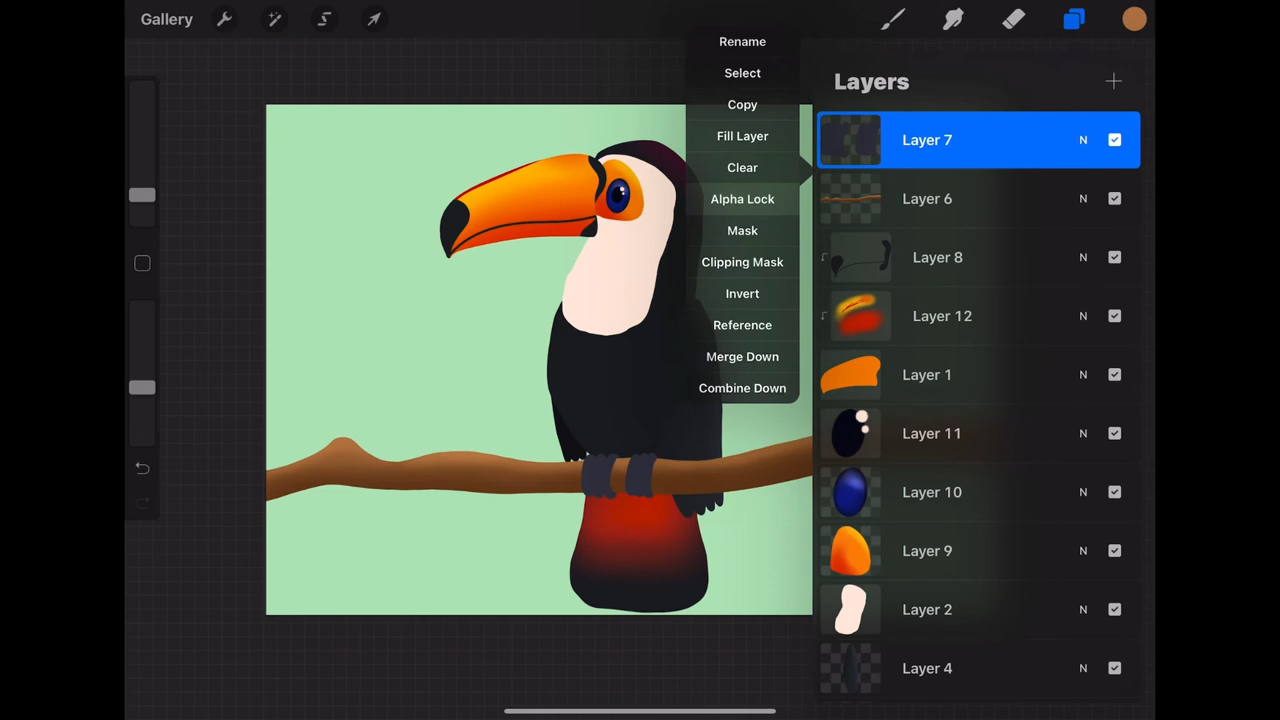 Gallery
Rename
Select
Copy
Fill Layer
Clear
Alpha Lock
Mask
Clipping Mask
Invert
Reference
Merge Down
Combine Down
Layers
Layer 7 N
Layer 6 N
Layer 8 N
Layer 12 N
Layer 1 N
Layer 11 N
Layer 10 N
Layer 9 N
Layer 2 N
Layer 4 N